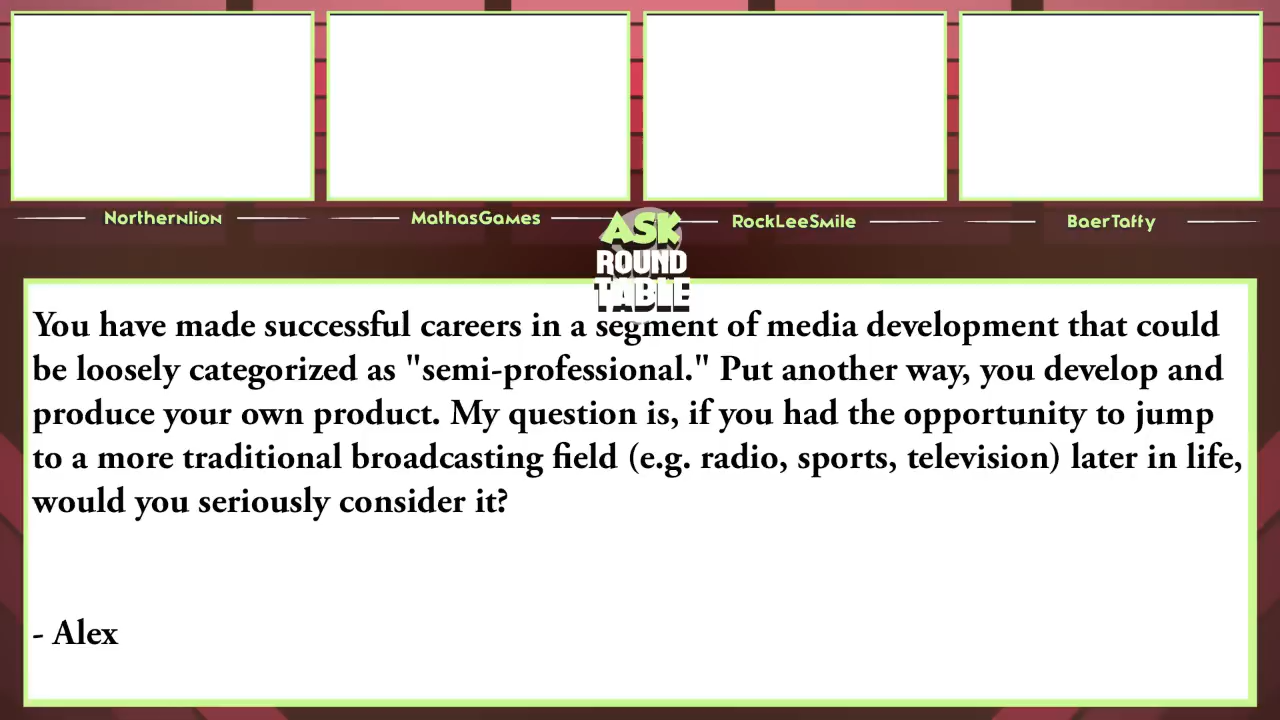 Northernlion
MathasGames
RockLeeSmile
BaerTaffy
ASK
ROUND
TABLE
You have made successful careers in a segment of media development that could
be loosely categorized as "semi-professional." Put another way, you develop and
produce your own product. My question is, if you had the opportunity to jump
to a more traditional broadcasting field (e.g. radio, sports, television) later in life,
would you seriously consider it?
- Alex